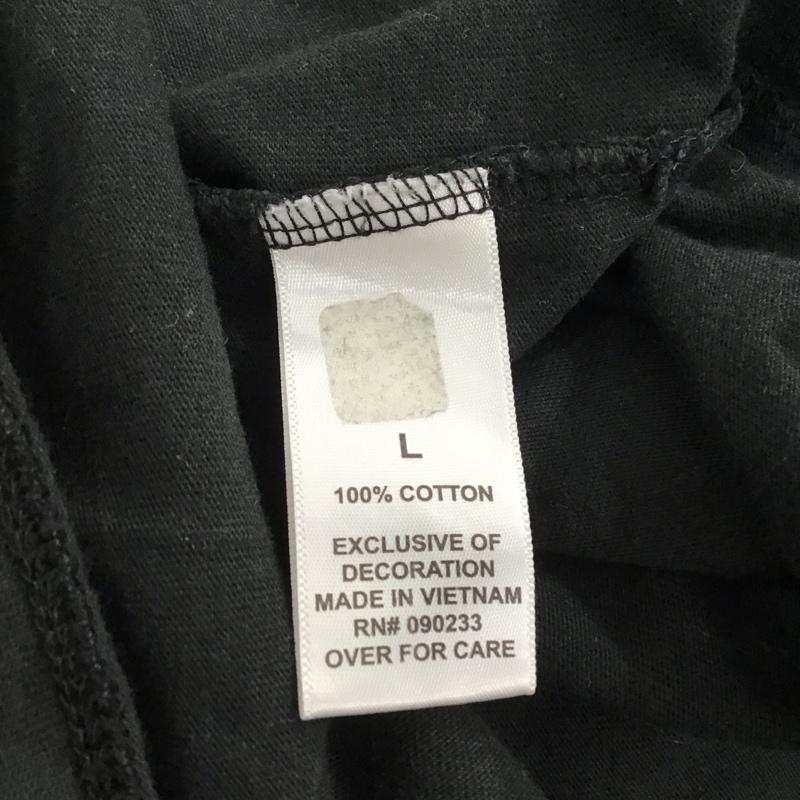 L
100% COTTON
EXCLUSIVE OF
DECORATION
MADE IN VIETNAM
RN# 090233
OVER FOR CARE